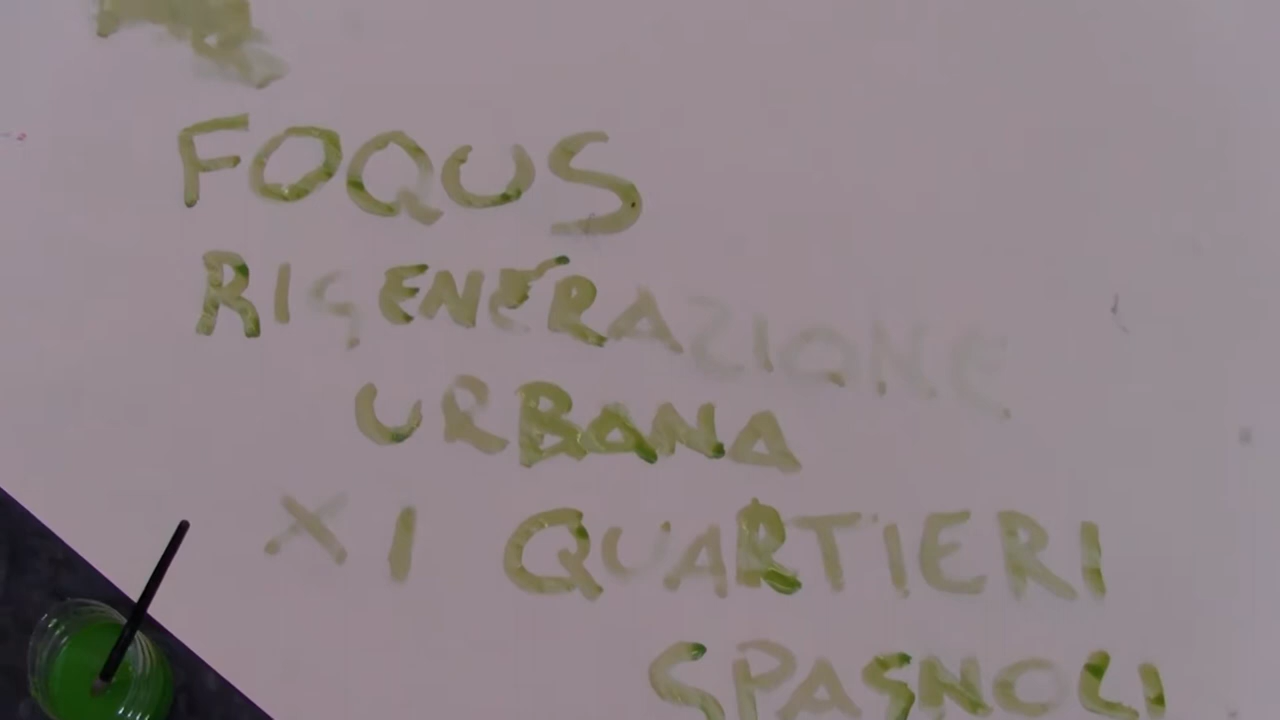 FOQUS
RIGENERAZIONE
URBANA
X I QUARTIERI
SPAGNOLI